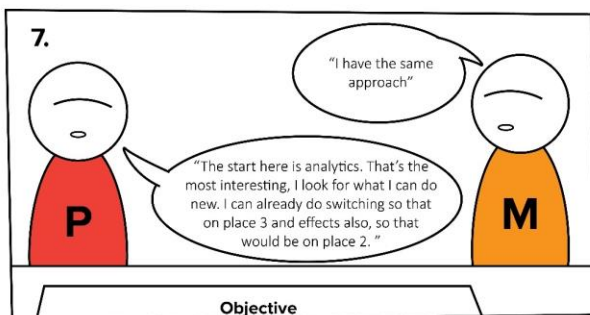 7.
“I have the same
approach”
“The start here is analytics. That’s the
most interesting, I look for what I can do
new. I can already do switching so that
on place 3 and effects also, so that
would be on place 2. ”
P
M
Objective